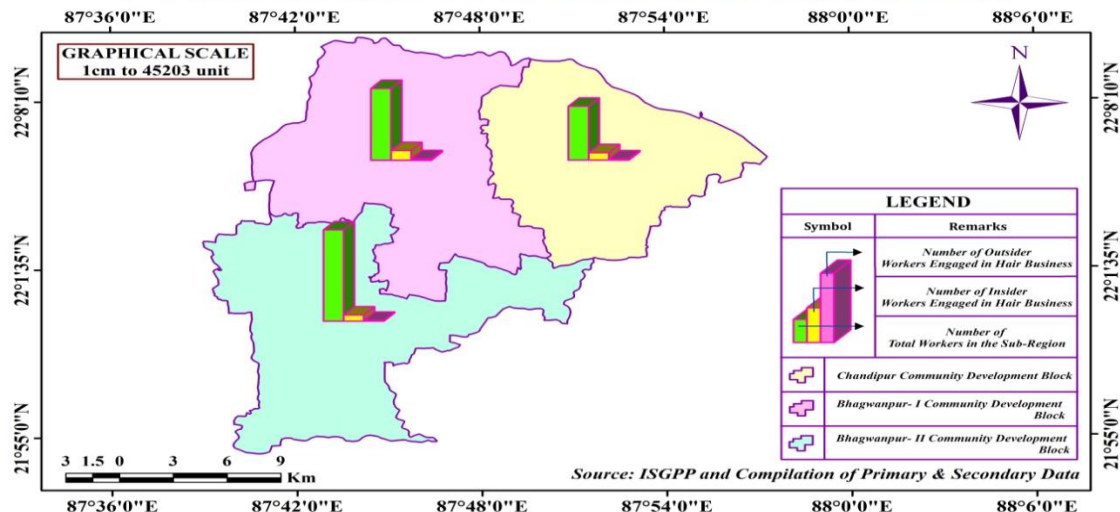 87°36'0"E 87°42'0"E 87°48'0"E 87°54'0"E 88°0'0"E 88°6'0"E
GRAPHICAL SCALE
1cm to 45203 unit
N
22°8'10"N
22°8'10"N
22°1'35"N
22°1'35"N
21°55'0"N
21°55'0"N
LEGEND
Symbol Remarks
Number of Outsider
Workers Engaged in Hair Business
Number of Insider
Workers Engaged in Hair Business
Number of
Total Workers in the Sub-Region
Chandipur Community Development Block
Bhagwanpur- I Community Development
Block
Bhagwanpur- II Community Development
Block
3 1.5 0 3 6 9
Km
Source: ISGPP and Compilation of Primary & Secondary Data
87°36'0"E 87°42'0"E 87°48'0"E 87°54'0"E 88°0'0"E 88°6'0"E